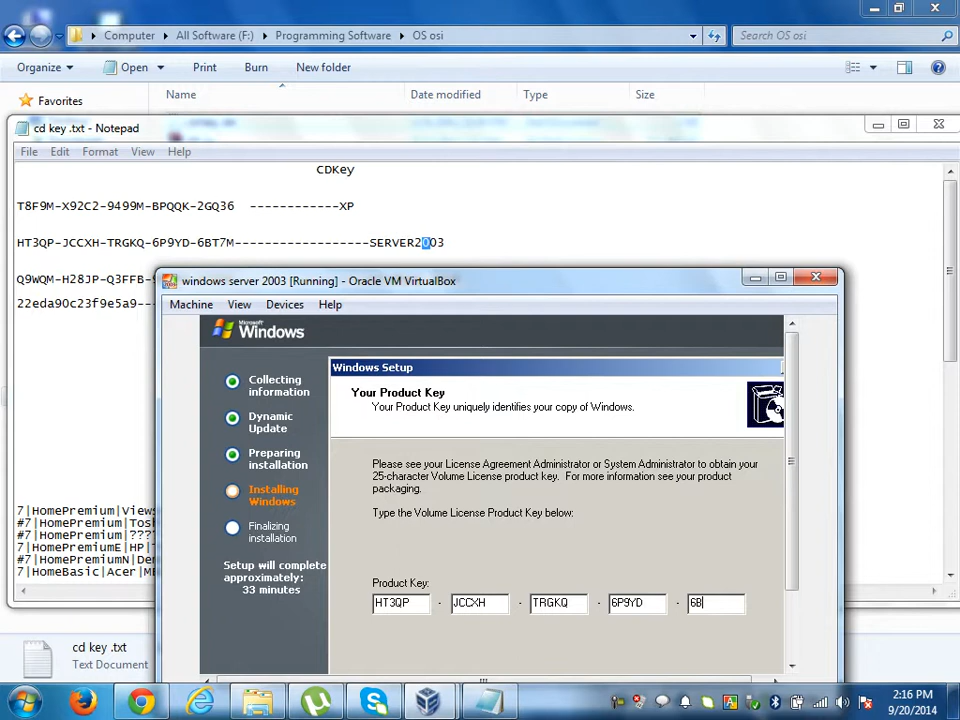 Computer All Software (F:) Programming Software OS osi Search OS osi
Organize Open Print Burn New folder
Favorites Name Date modified Type Size
cd key .txt - Notepad
File Edit Format View Help
CDKey
T8F9M-X92C2-9499M-BPQQK-2GQ36 ------------XP
HT3QP-JCCXH-TRGKQ-6P9YD-6BT7M------------------SERVER2003
Q9WQM-H28JP-Q3FFB-
22eda90c23f9e5a9--
windows server 2003 [Running] - Oracle VM VirtualBox
Machine View Devices Help
Microsoft
Windows
Windows Setup
Your Product Key
Your Product Key uniquely identifies your copy of Windows.
Collecting
information
Dynamic
Update
Preparing
installation
Installing
Windows
Finalizing
installation
Setup will complete
approximately:
33 minutes
Please see your License Agreement Administrator or System Administrator to obtain your
25-character Volume License product key. For more information see your product
packaging.
Type the Volume License Product Key below:
Product Key:
HT3QP - JCCXH - TRGKQ - 6P9YD - 6B
7|HomePremium|Views
#7|HomePremium|Tosh
#7|HomePremium|????
7|HomePremiumE|HP|
#7|HomePremiumN|De
7|HomeBasic|Acer|
cd key .txt
Text Document
2:16 PM
9/20/2014